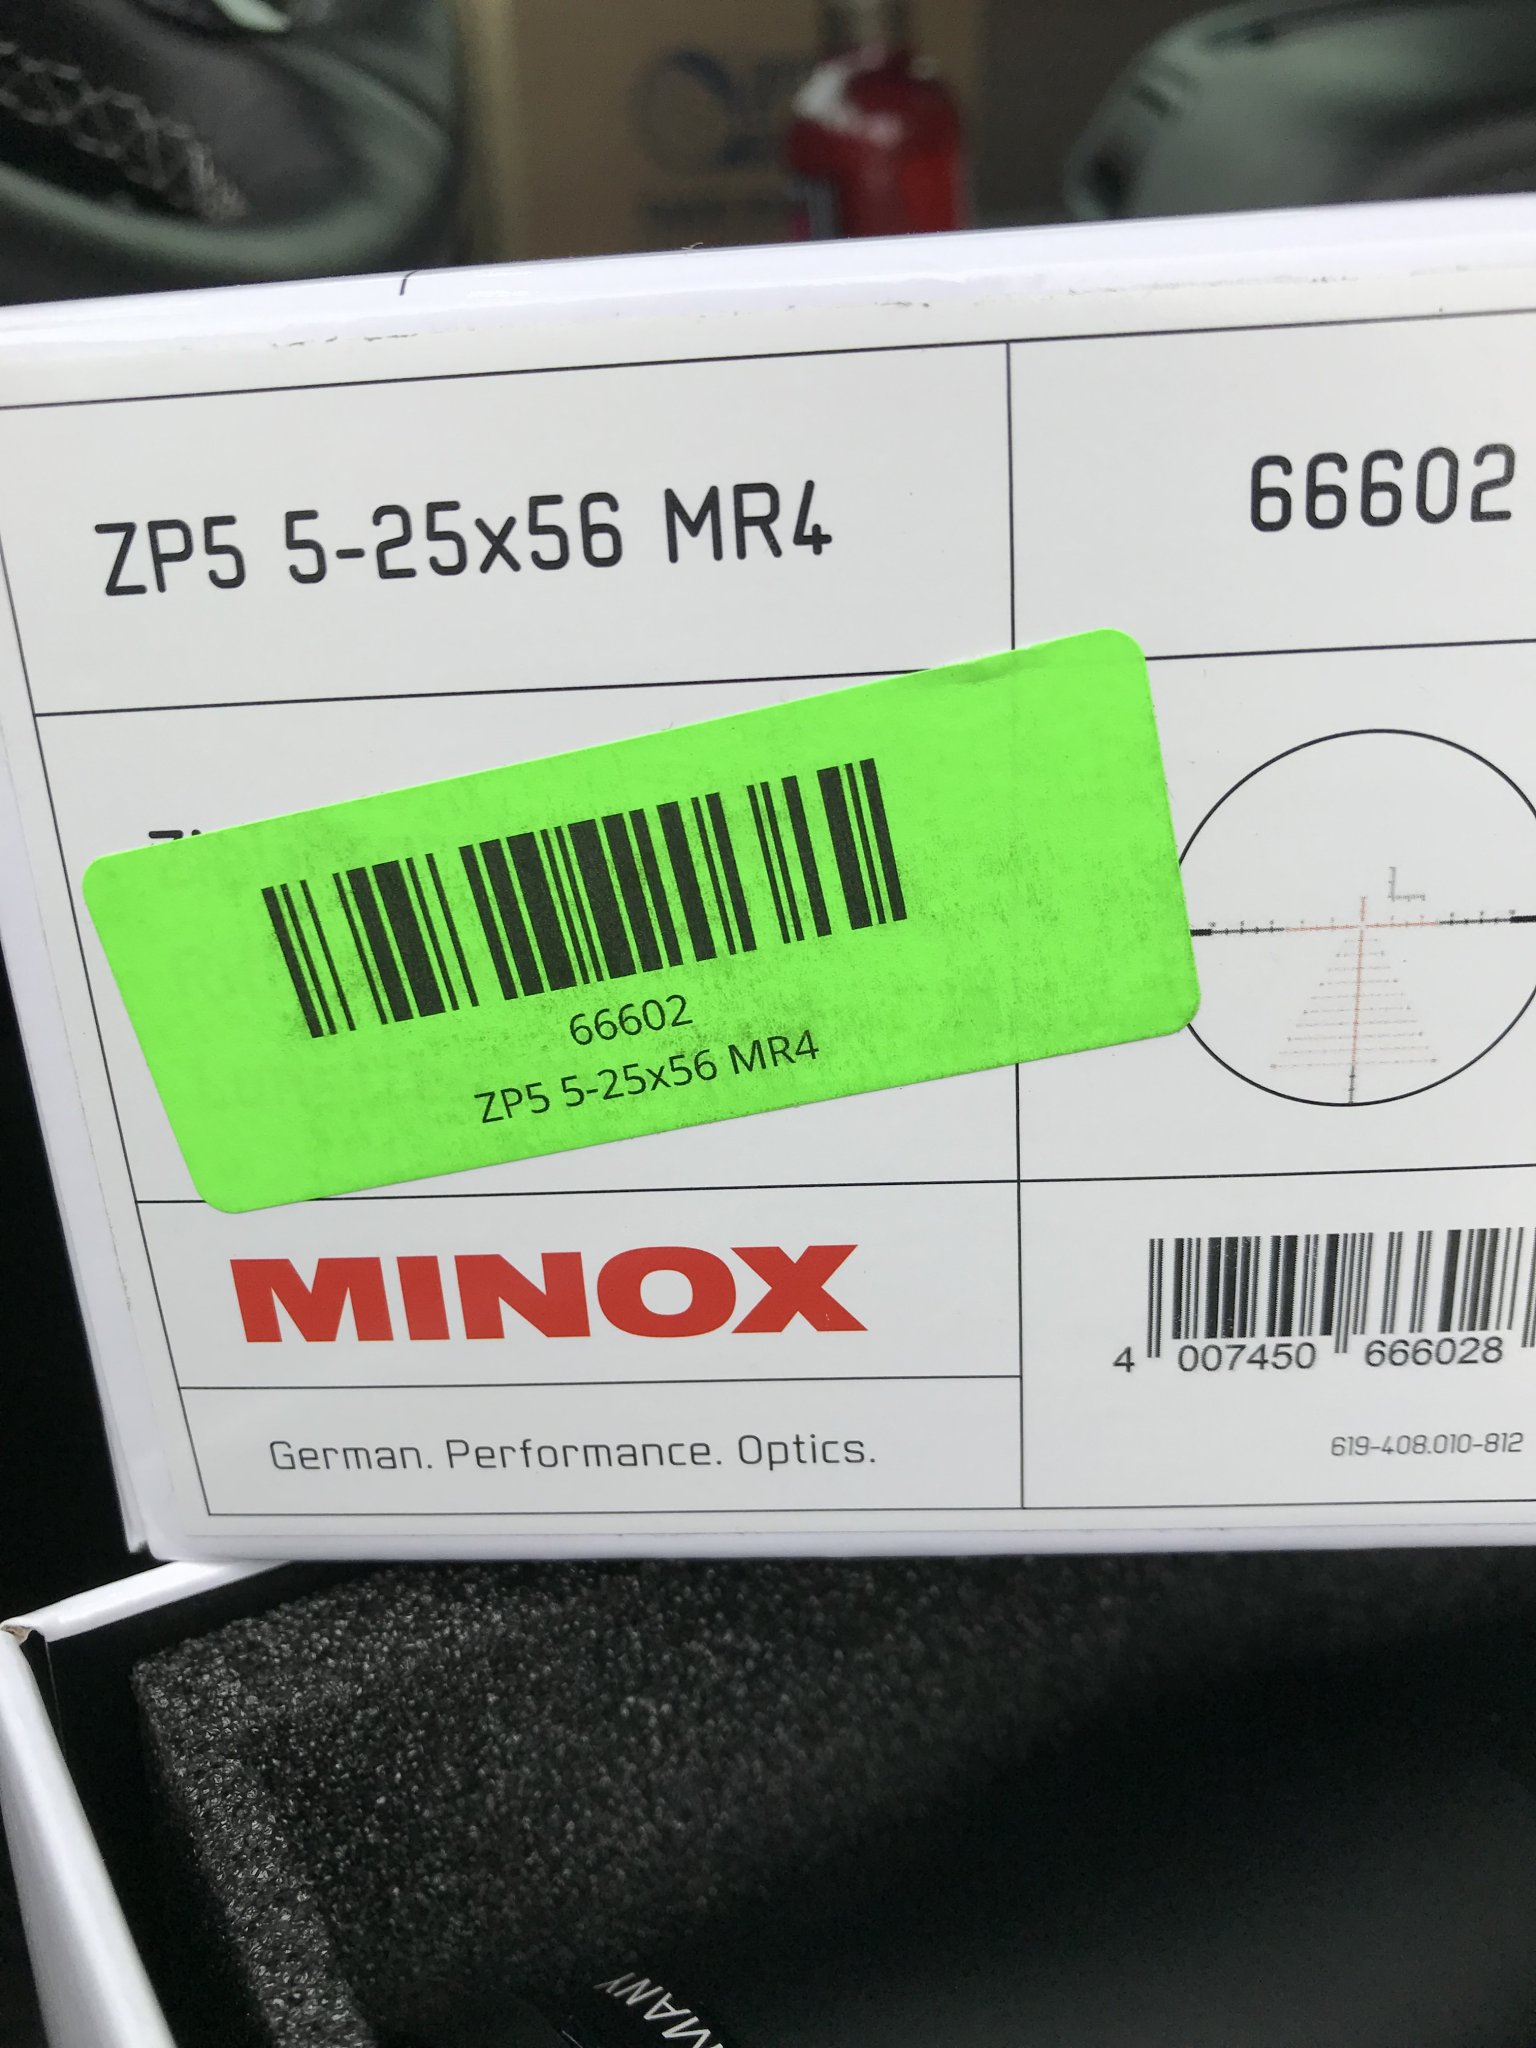 ZP5 5-25x56 MR4
66602
66602
ZP5 5-25x56 MR4
MINOX
4 007450 666028
German. Performance. Optics.
619-408.010-812
MANY